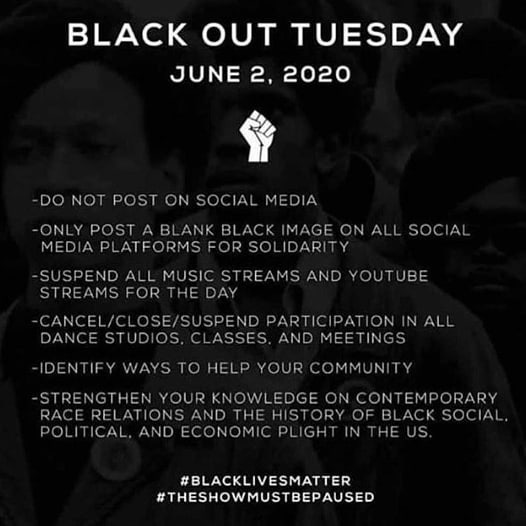 BLACK OUT TUESDAY
JUNE 2, 2020
-DO NOT POST ON SOCIAL MEDIA
-ONLY POST A BLANK BLACK IMAGE ON ALL SOCIAL
MEDIA PLATFORMS FOR SOLIDARITY
-SUSPEND ALL MUSIC STREAMS AND YOUTUBE
STREAMS FOR THE DAY
-CANCEL/CLOSE/SUSPEND PARTICIPATION IN ALL
DANCE STUDIOS, CLASSES, AND MEETINGS
-IDENTIFY WAYS TO HELP YOUR COMMUNITY
-STRENGTHEN YOUR KNOWLEDGE ON CONTEMPORARY
RACE RELATIONS AND THE HISTORY OF BLACK SOCIAL,
POLITICAL, AND ECONOMIC PLIGHT IN THE US.
#BLACKLIVESMATTER
#THESHOWMUSTBEPAUSED